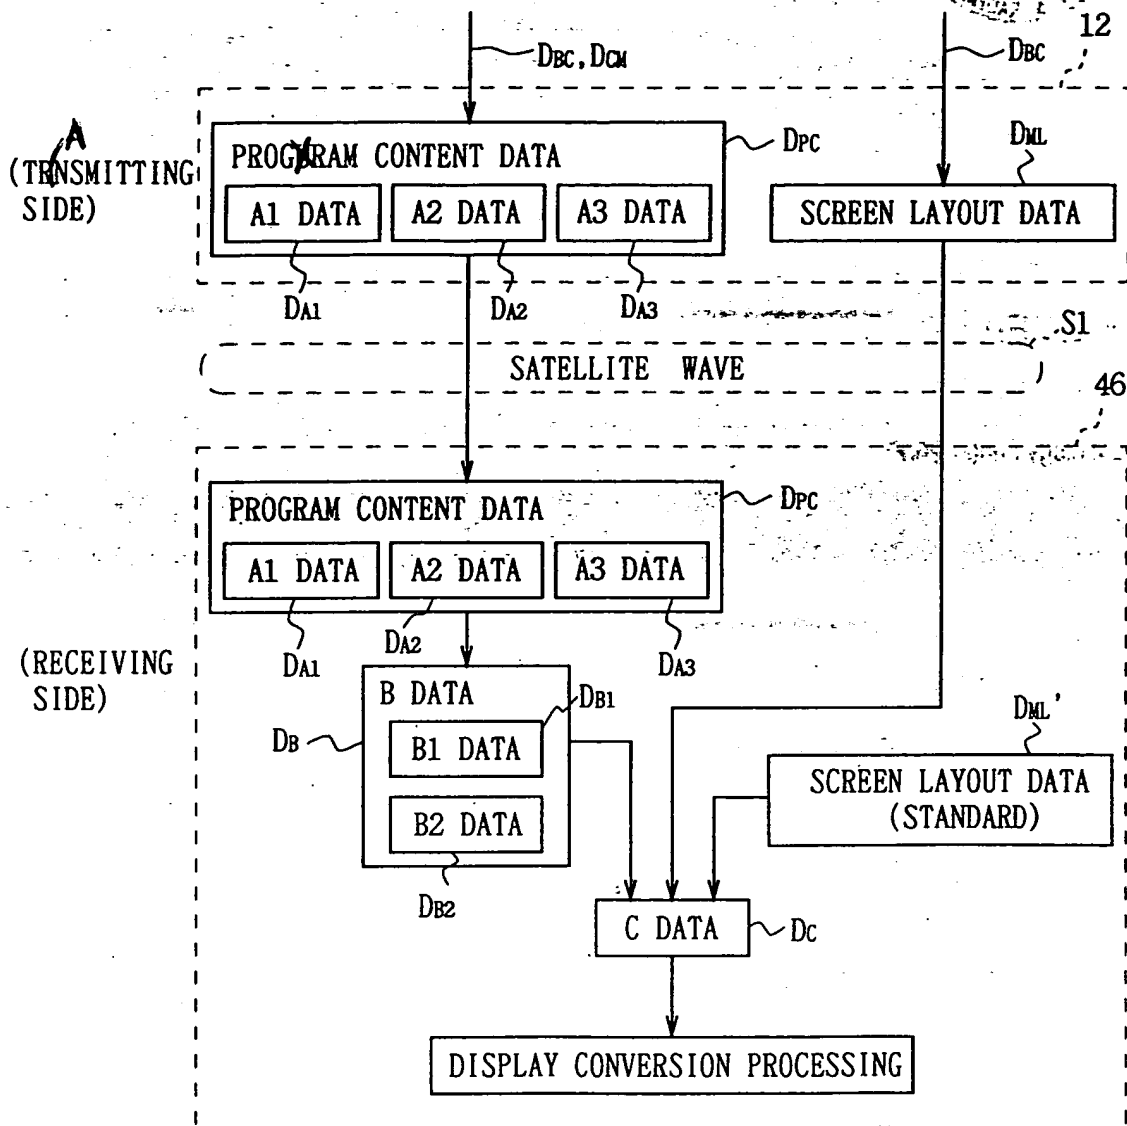 12
DBC, DCM
DBC
A
(TRNSMITTING
SIDE)
PROGRAM CONTENT DATA
DPC
DML
A1 DATA
A2 DATA
A3 DATA
SCREEN LAYOUT DATA
DA1
DA2
DA3
S1
SATELLITE WAVE
46
PROGRAM CONTENT DATA
DPC
A1 DATA
A2 DATA
A3 DATA
DA1
DA2
DA3
(RECEIVING
SIDE)
B DATA
DB1
DML'
DB
B1 DATA
SCREEN LAYOUT DATA
(STANDARD)
B2 DATA
DB2
C DATA
DC
DISPLAY CONVERSION PROCESSING